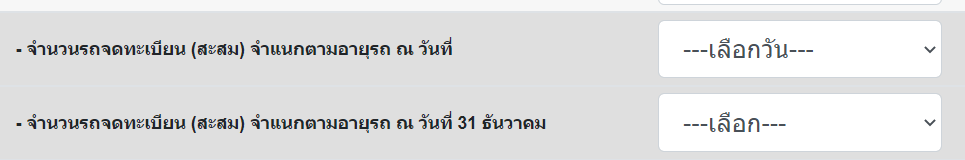 - จำนวนรถจดทะเบียน (สะสม) จำแนกตามอายุรถ ณ วันที่ ---เลือกวัน---
- จำนวนรถจดทะเบียน (สะสม) จำแนกตามอายุรถ ณ วันที่ 31 ธันวาคม ---เลือก---